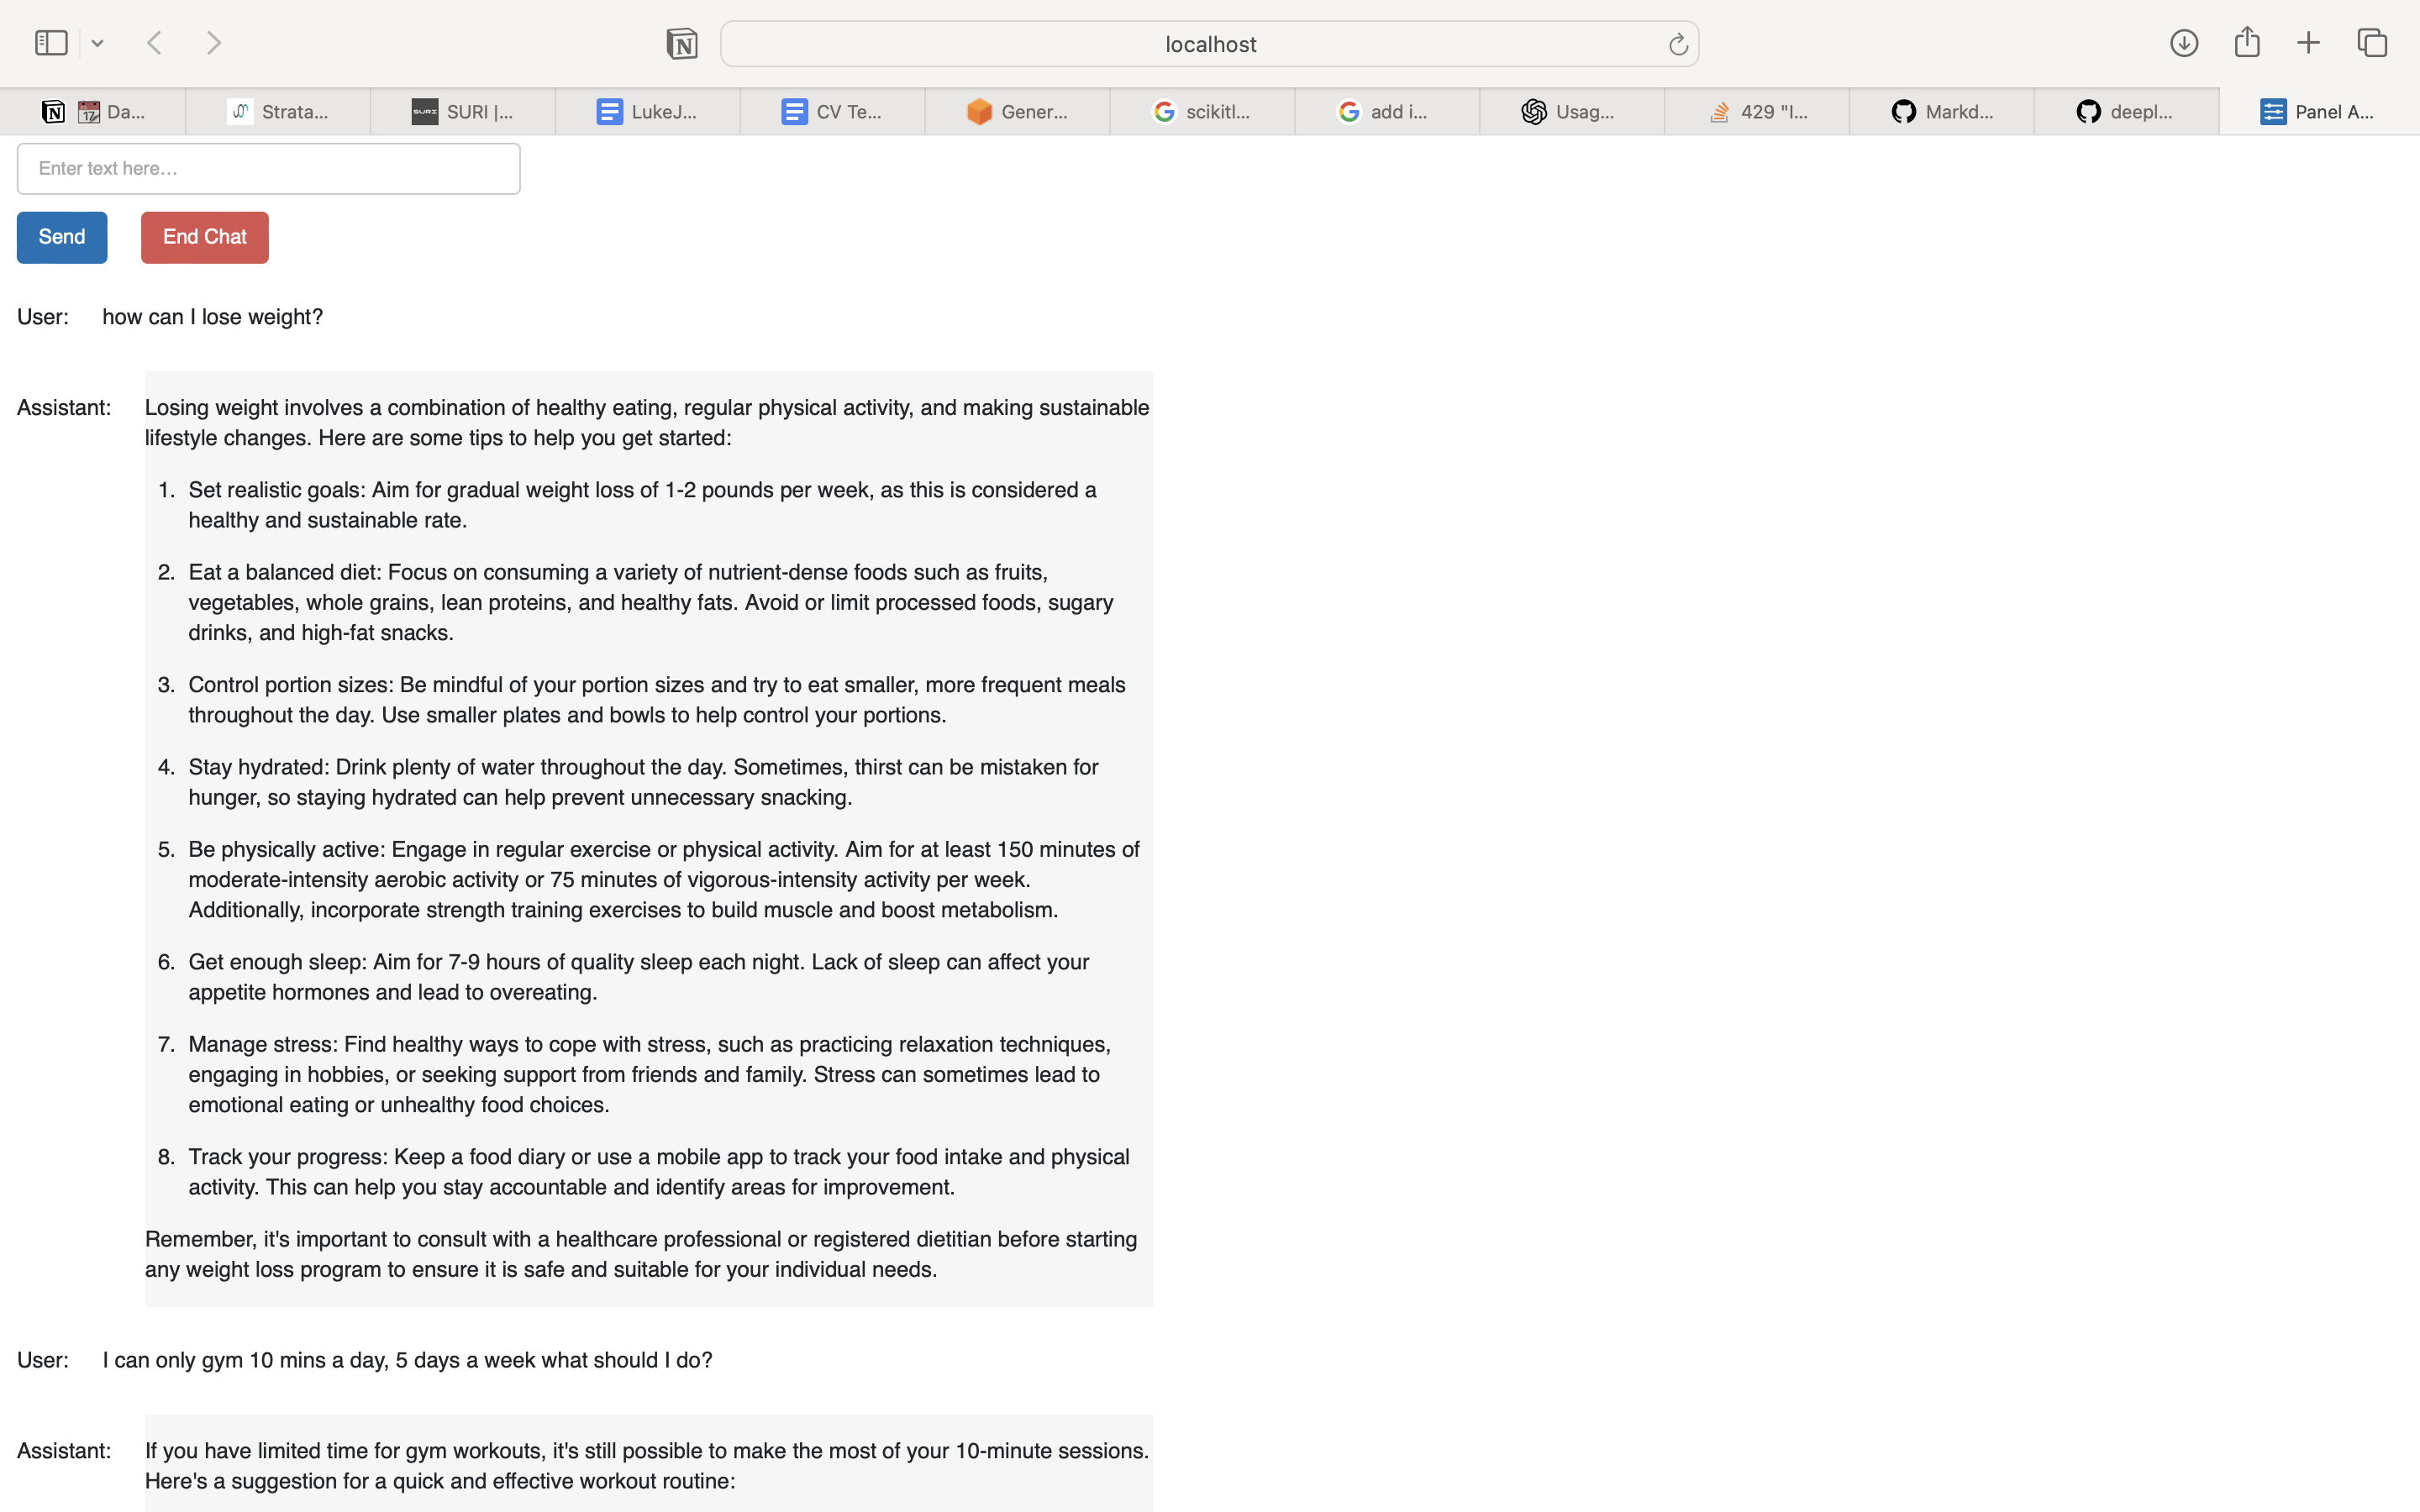 localhost
Da...
Strata...
SURI |...
LukeJ...
CV Te...
Gener...
scikitl...
add i...
Usag...
429 "I...
Markd...
deepl...
Panel A...
Enter text here...
Send
End Chat
User: how can I lose weight?
Assistant: Losing weight involves a combination of healthy eating, regular physical activity, and making sustainable
lifestyle changes. Here are some tips to help you get started:
1. Set realistic goals: Aim for gradual weight loss of 1-2 pounds per week, as this is considered a
healthy and sustainable rate.
2. Eat a balanced diet: Focus on consuming a variety of nutrient-dense foods such as fruits,
vegetables, whole grains, lean proteins, and healthy fats. Avoid or limit processed foods, sugary
drinks, and high-fat snacks.
3. Control portion sizes: Be mindful of your portion sizes and try to eat smaller, more frequent meals
throughout the day. Use smaller plates and bowls to help control your portions.
4. Stay hydrated: Drink plenty of water throughout the day. Sometimes, thirst can be mistaken for
hunger, so staying hydrated can help prevent unnecessary snacking.
5. Be physically active: Engage in regular exercise or physical activity. Aim for at least 150 minutes of
moderate-intensity aerobic activity or 75 minutes of vigorous-intensity activity per week.
Additionally, incorporate strength training exercises to build muscle and boost metabolism.
6. Get enough sleep: Aim for 7-9 hours of quality sleep each night. Lack of sleep can affect your
appetite hormones and lead to overeating.
7. Manage stress: Find healthy ways to cope with stress, such as practicing relaxation techniques,
engaging in hobbies, or seeking support from friends and family. Stress can sometimes lead to
emotional eating or unhealthy food choices.
8. Track your progress: Keep a food diary or use a mobile app to track your food intake and physical
activity. This can help you stay accountable and identify areas for improvement.
Remember, it's important to consult with a healthcare professional or registered dietitian before starting
any weight loss program to ensure it is safe and suitable for your individual needs.
User: I can only gym 10 mins a day, 5 days a week what should I do?
Assistant: If you have limited time for gym workouts, it's still possible to make the most of your 10-minute sessions.
Here's a suggestion for a quick and effective workout routine: